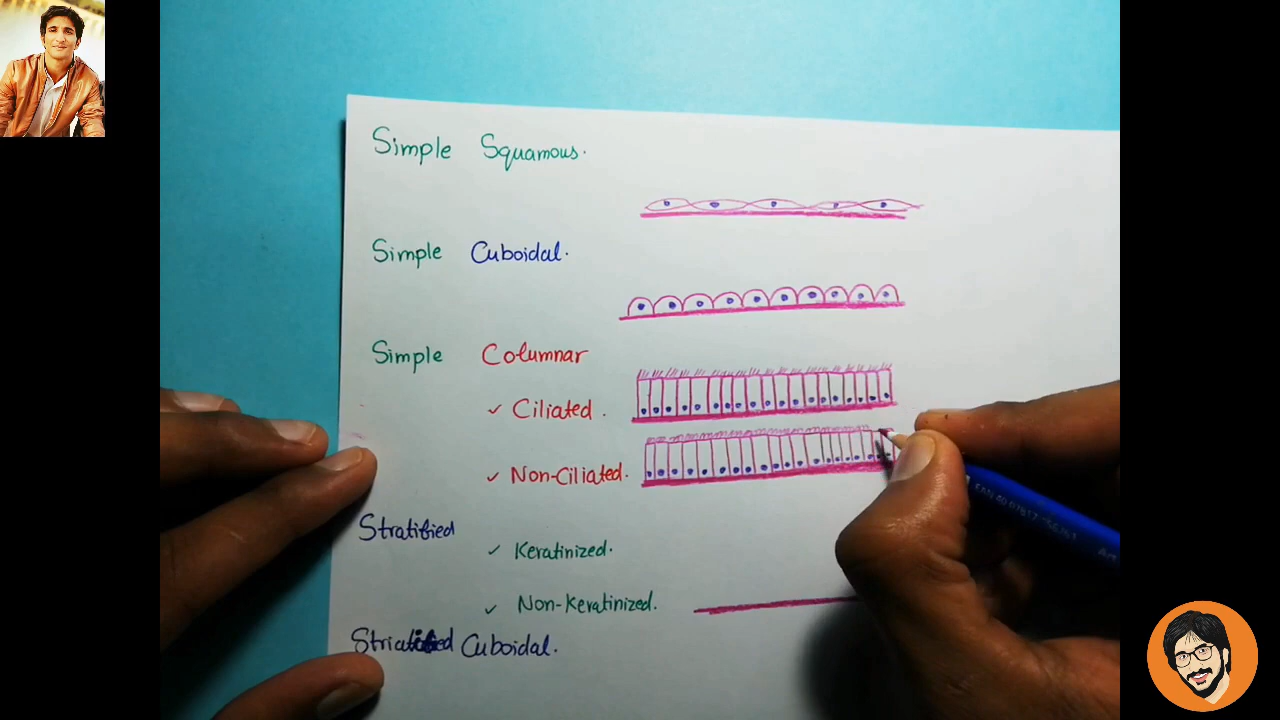 Simple Squamous.
Simple Cuboidal.
Simple Columnar
✓ Ciliated.
✓ Non-Ciliated.
Stratified
✓ Keratinized.
✓ Non-Keratinized.
Cuboidal.